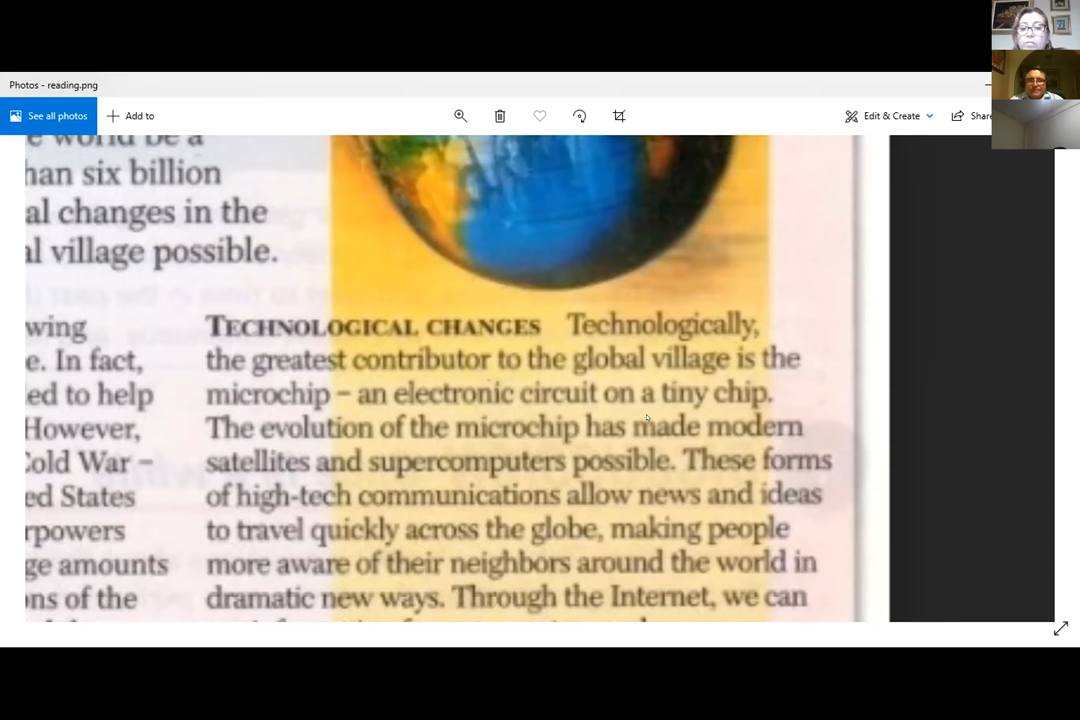 Photos - reading.png
See all photos
Add to
Edit & Create
Share
e world be a
han six billion
al changes in the
al village possible.
wing
e. In fact,
ed to help
However,
Cold War –
ed States
rpowers
ge amounts
ons of the
TECHNOLOGICAL CHANGES Technologically,
the greatest contributor to the global village is the
microchip – an electronic circuit on a tiny chip.
The evolution of the microchip has made modern
satellites and supercomputers possible. These forms
of high-tech communications allow news and ideas
to travel quickly across the globe, making people
more aware of their neighbors around the world in
dramatic new ways. Through the Internet, we can